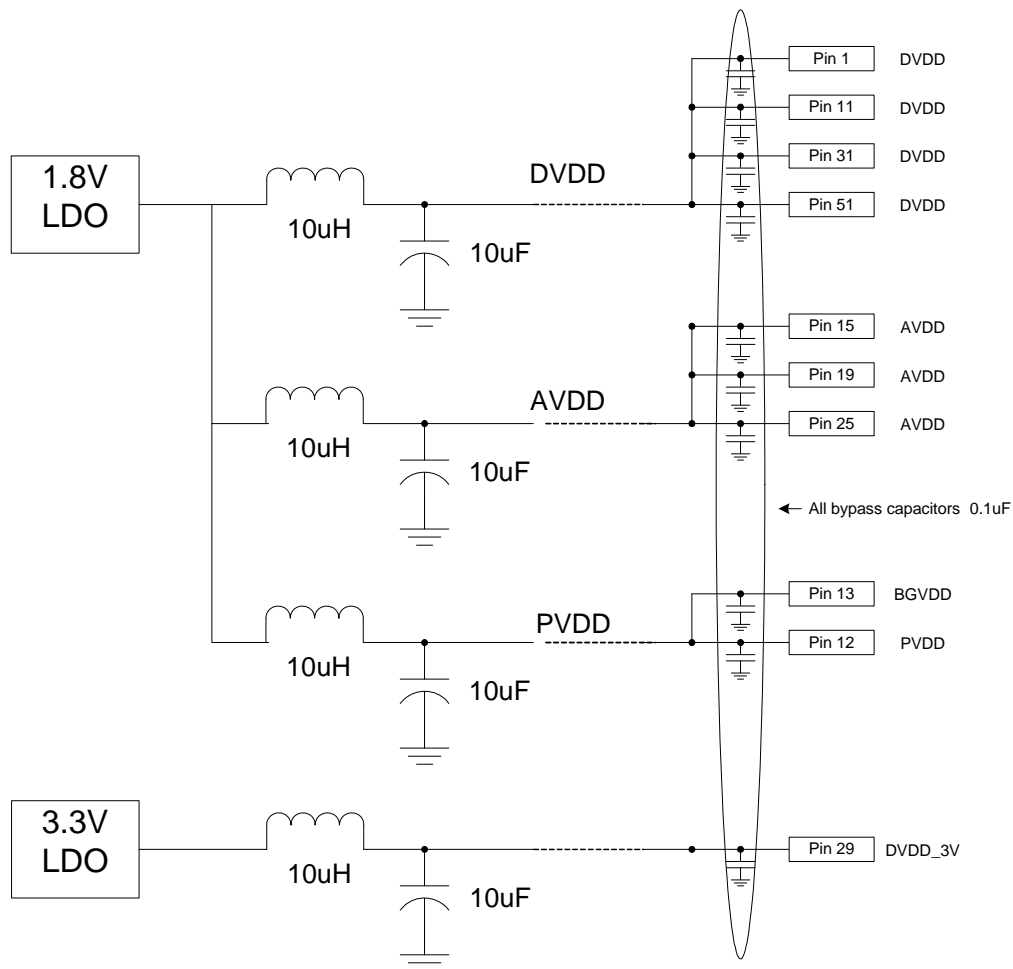 Pin 1 DVDD
Pin 11 DVDD
Pin 31 DVDD
1.8V
LDO
DVDD
Pin 51 DVDD
10uH
10uF
Pin 15 AVDD
Pin 19 AVDD
AVDD
Pin 25 AVDD
10uH
10uF
All bypass capacitors 0.1uF
Pin 13 BGVDD
PVDD
Pin 12 PVDD
10uH
10uF
3.3V
LDO
Pin 29 DVDD_3V
10uH
10uF